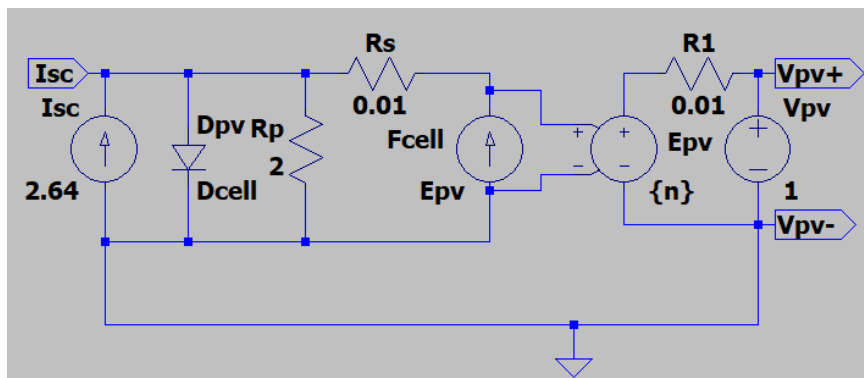 Isc
Isc
2.64
Dpv
Dcell
Rp
2
Rs
0.01
Fcell
Epv
R1
0.01
Epv
{n}
Vpv+
Vpv
1
Vpv-